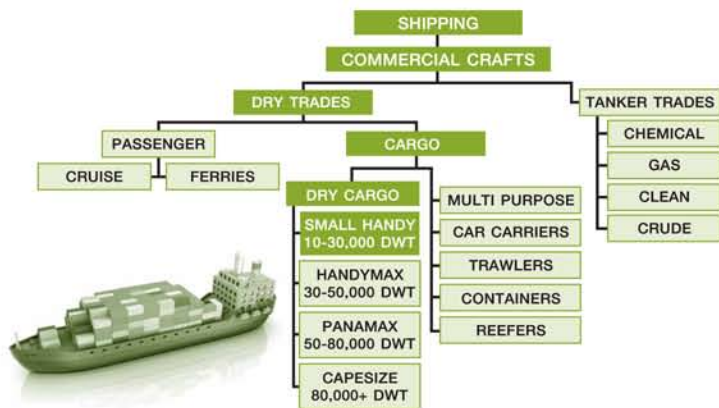 SHIPPING
COMMERCIAL CRAFTS
DRY TRADES
TANKER TRADES
PASSENGER
CARGO
CHEMICAL
CRUISE
FERRIES
GAS
DRY CARGO
MULTI PURPOSE
CLEAN
SMALL HANDY
10-30,000 DWT
CAR CARRIERS
CRUDE
HANDYMAX
30-50,000 DWT
TRAWLERS
CONTAINERS
PANAMAX
50-80,000 DWT
REEFERS
CAPESIZE
80,000+ DWT